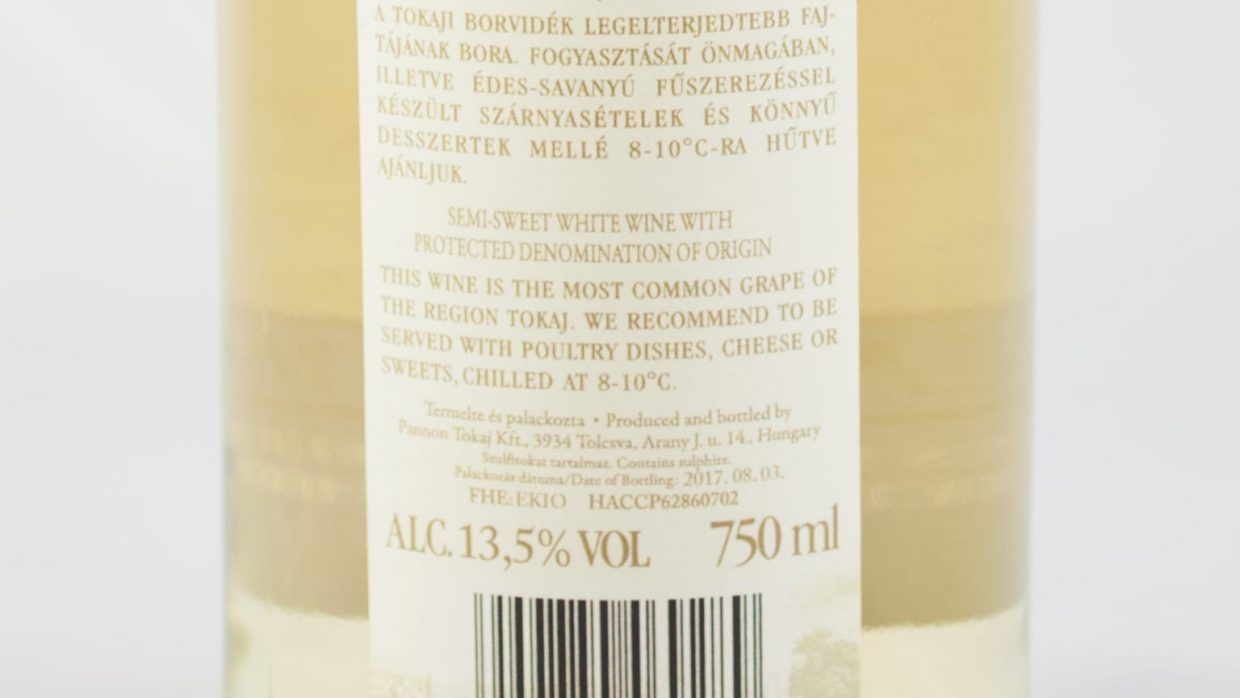 A TOKAJI BORVIDÉK LEGELTERJEDTEBB FAJ-
TÁJÁNAK BORA. FOGYASZTÁSÁT ÖNMAGÁBAN,
ILLETVE ÉDES-SAVANYÚ FŰSZEREZÉSSEL
KÉSZÜLT SZÁRNYASÉTELEK ÉS KÖNNYŰ
DESSZERTEK MELLÉ 8-10°C-RA HŰTVE
AJÁNLJUK.
SEMI-SWEET WHITE WINE WITH
PROTECTED DENOMINATION OF ORIGIN
THIS WINE IS THE MOST COMMON GRAPE OF
THE REGION TOKAJ. WE RECOMMEND TO BE
SERVED WITH POULTRY DISHES, CHEESE OR
SWEETS, CHILLED AT 8-10°C.
Termelte és palackozta • Produced and bottled by
Pannon Tokaj Kft., 3934 Tolcsva, Arany J. u. 14., Hungary
Szulfitokat tartalmaz. Contains sulphite.
Palackozás dátuma/Date of Bottling: 2017. 08. 03.
FHE:EKIO HACCP62860702
ALC. 13,5% VOL 750 ml